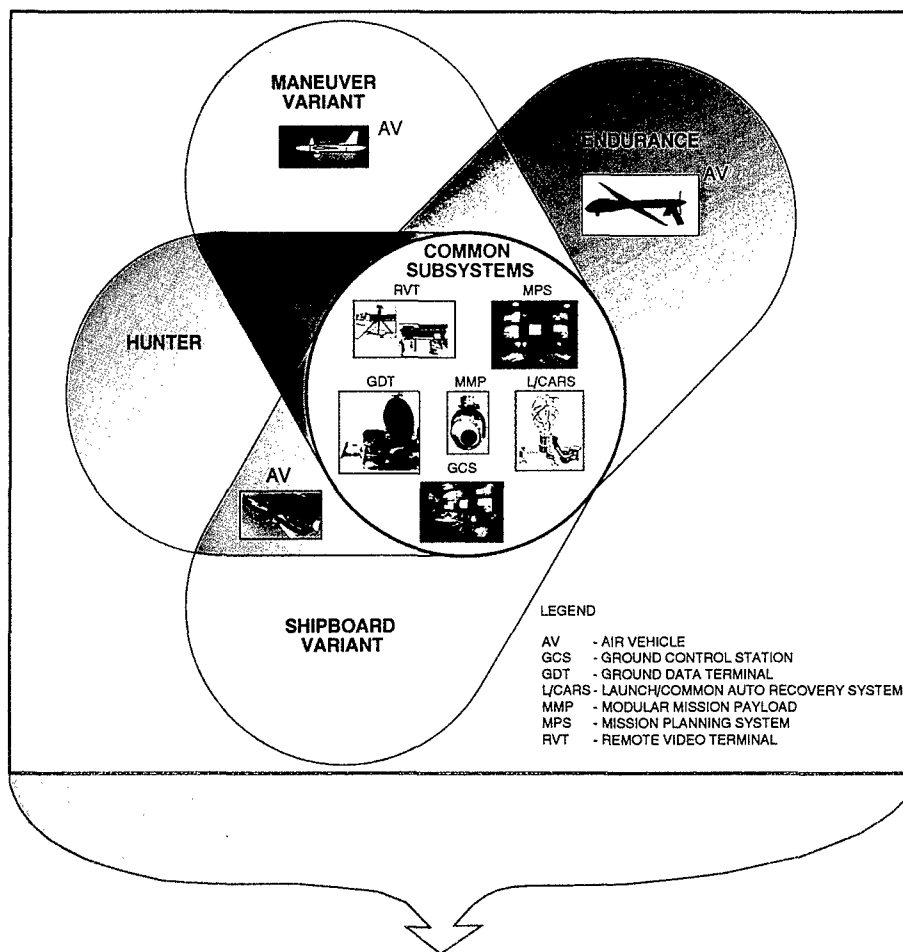 MANEUVER
VARIANT
AV
ENDURANCE
AV
COMMON
SUBSYSTEMS
RVT
MPS
HUNTER
GDT
MMP
L/CARS
GCS
AV
SHIPBOARD
VARIANT
LEGEND
AV - AIR VEHICLE
GCS - GROUND CONTROL STATION
GDT - GROUND DATA TERMINAL
L/CARS - LAUNCH/COMMON AUTO RECOVERY SYSTEM
MMP - MODULAR MISSION PAYLOAD
MPS - MISSION PLANNING SYSTEM
RVT - REMOTE VIDEO TERMINAL